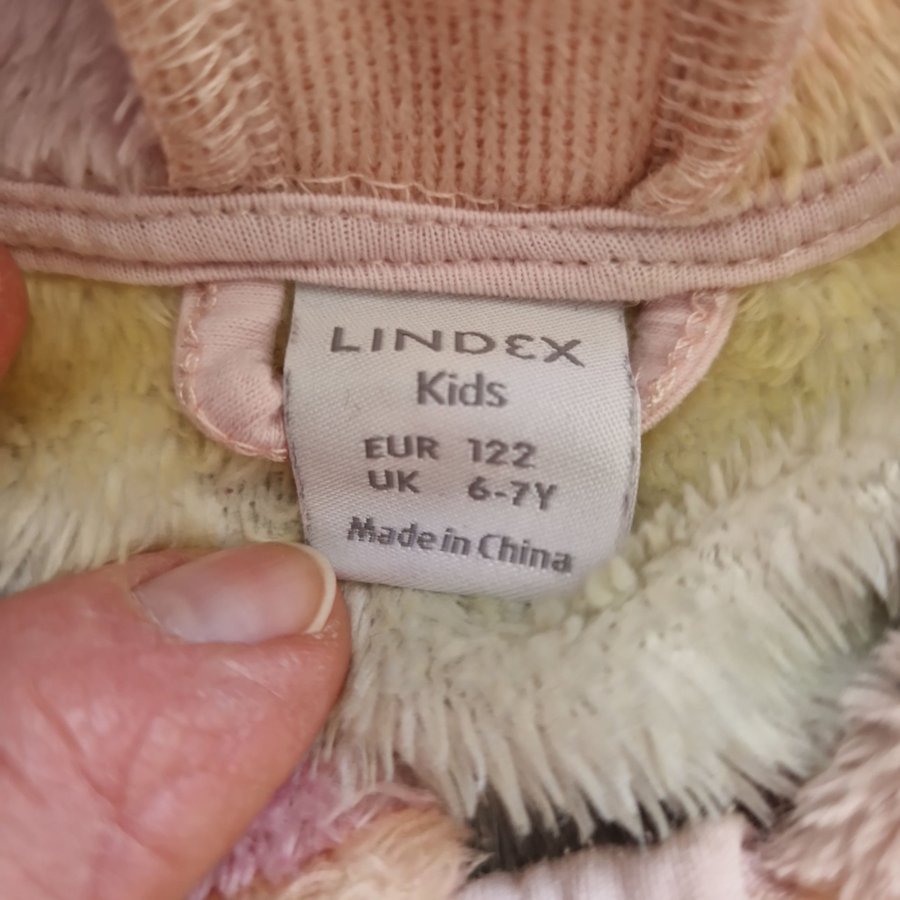 LINDEX
Kids
EUR 122
UK 6-7Y
Made in China